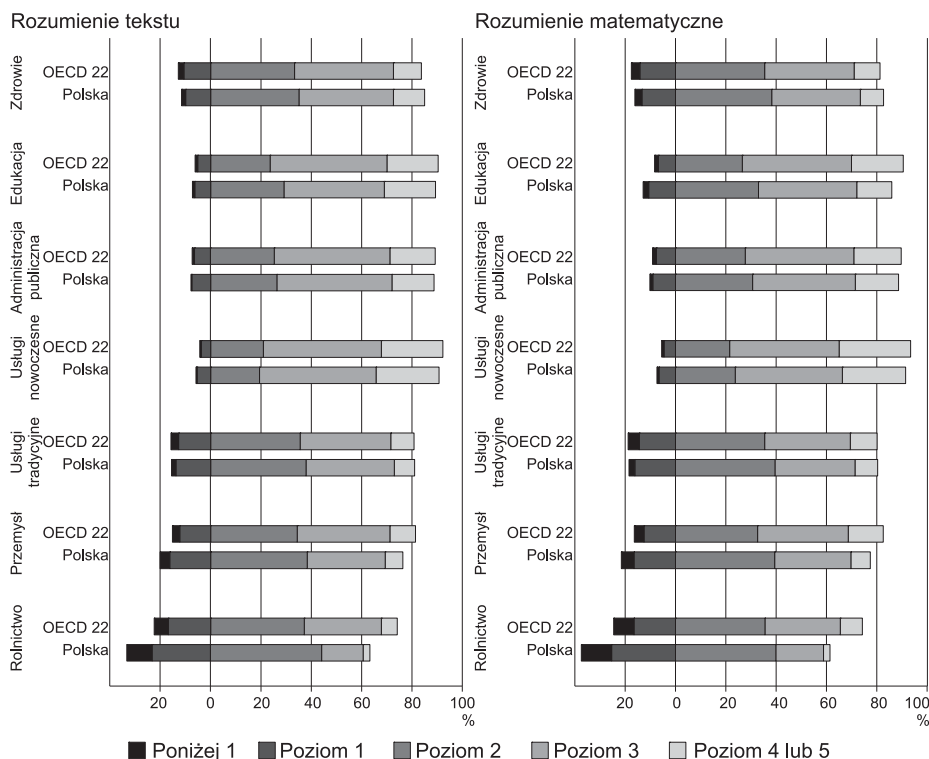 Rozumienie tekstu
Zdrowie
OECD 22
Polska
Edukacja
OECD 22
Polska
Administracja
publiczna
OECD 22
Polska
Usługi
nowoczesne
OECD 22
Polska
Usługi
tradycyjne
OECD 22
Polska
Przemysł
OECD 22
Polska
Rolnictwo
OECD 22
Polska
20 0 20 40 60 80 100
%
Rozumienie matematyczne
Zdrowie
OECD 22
Polska
Edukacja
OECD 22
Polska
Administracja
publiczna
OECD 22
Polska
Usługi
nowoczesne
OECD 22
Polska
Usługi
tradycyjne
OECD 22
Polska
Przemysł
OECD 22
Polska
Rolnictwo
OECD 22
Polska
20 0 20 40 60 80 100
%
Poniżej 1 Poziom 1 Poziom 2 Poziom 3 Poziom 4 lub 5